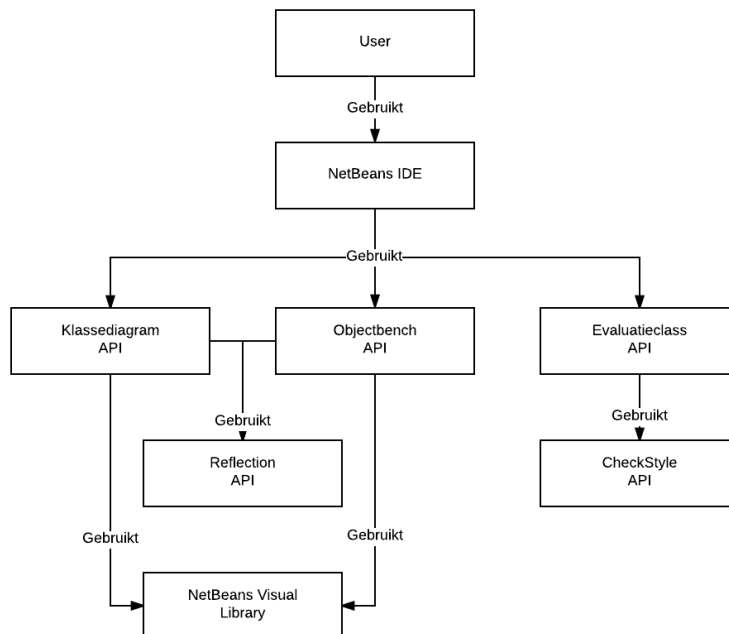 User
Gebruikt
NetBeans IDE
Gebruikt
Klassediagram
API
Objectbench
API
Evaluatieclass
API
Gebruikt
Gebruikt
Reflection
API
CheckStyle
API
Gebruikt
Gebruikt
NetBeans Visual
Library